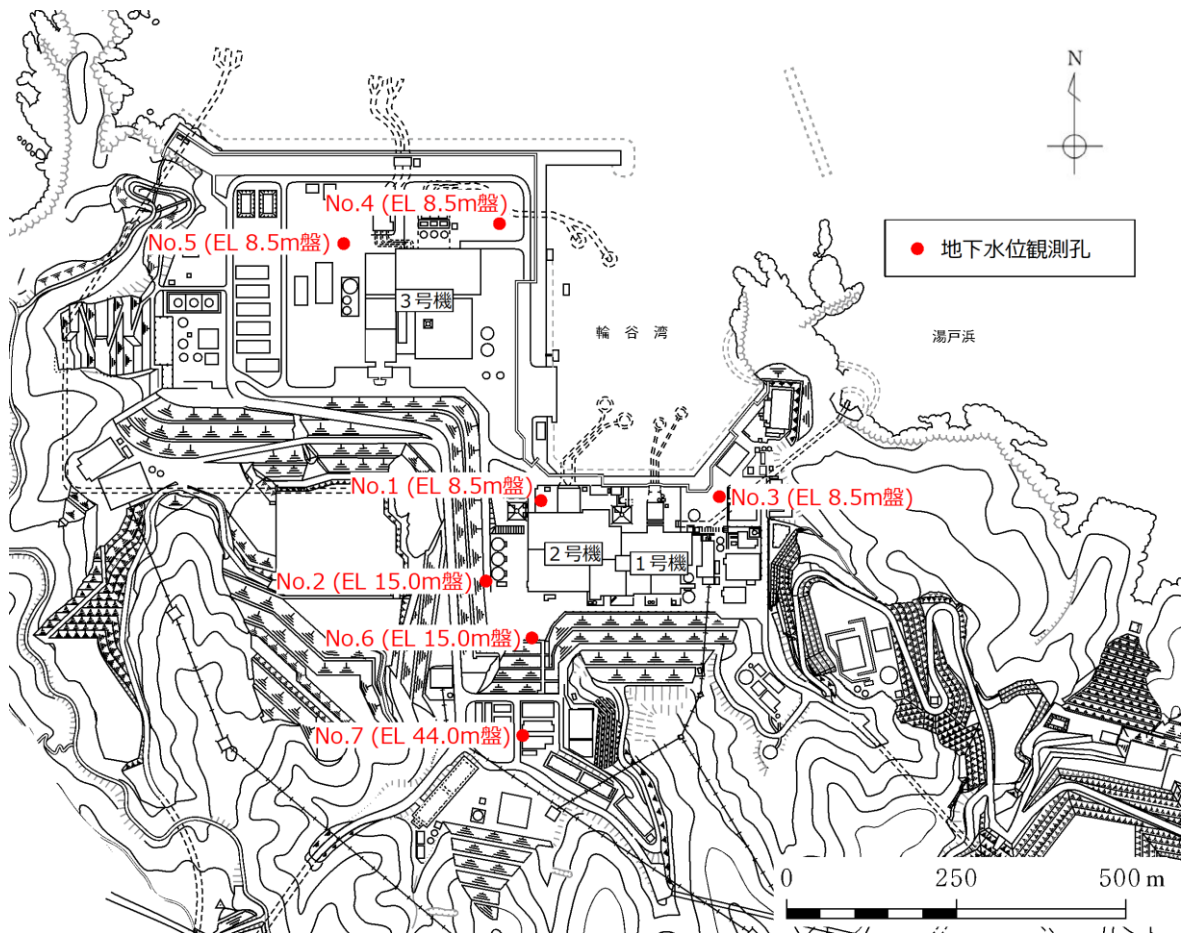 N
No.4 (EL 8.5m盤)
No.5 (EL 8.5m盤)
地下水位観測孔
3号機
輪谷湾
湯戸浜
No.1 (EL 8.5m盤)
No.3 (EL 8.5m盤)
2号機
1号機
No.2 (EL 15.0m盤)
No.6 (EL 15.0m盤)
No.7 (EL 44.0m盤)
0 250 500 m